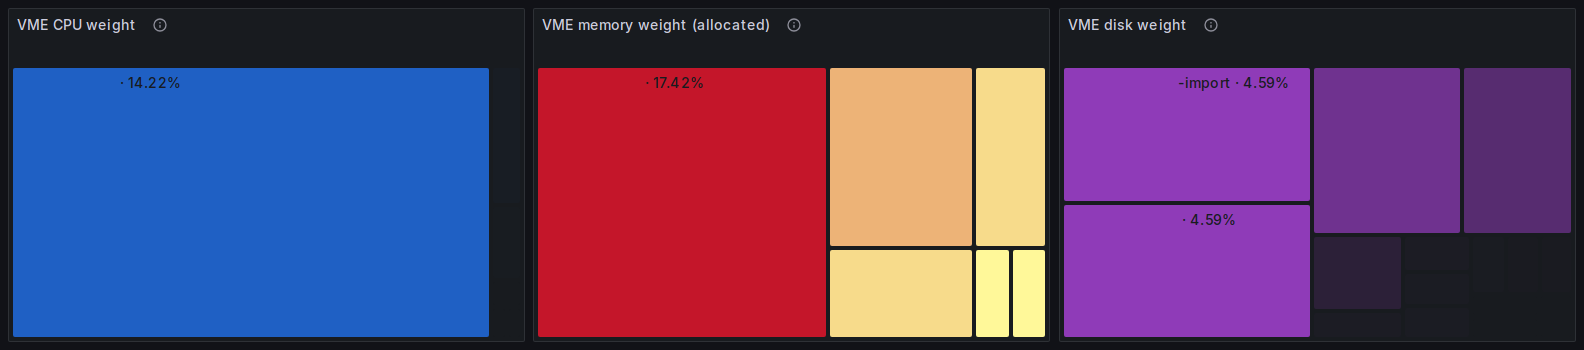 VME CPU weight
· 14.22%
VME memory weight (allocated)
· 17.42%
VME disk weight
-import · 4.59%
· 4.59%